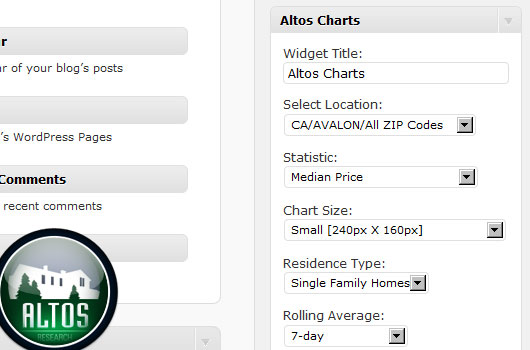 ar
ar of your blog's posts
's WordPress Pages
Comments
recent comments
ALTOS
RESEARCH
Altos Charts
Widget Title:
Altos Charts
Select Location:
CA/AVALON/All ZIP Codes
Statistic:
Median Price
Chart Size:
Small [240px X 160px]
Residence Type:
Single Family Homes
Rolling Average:
7-day